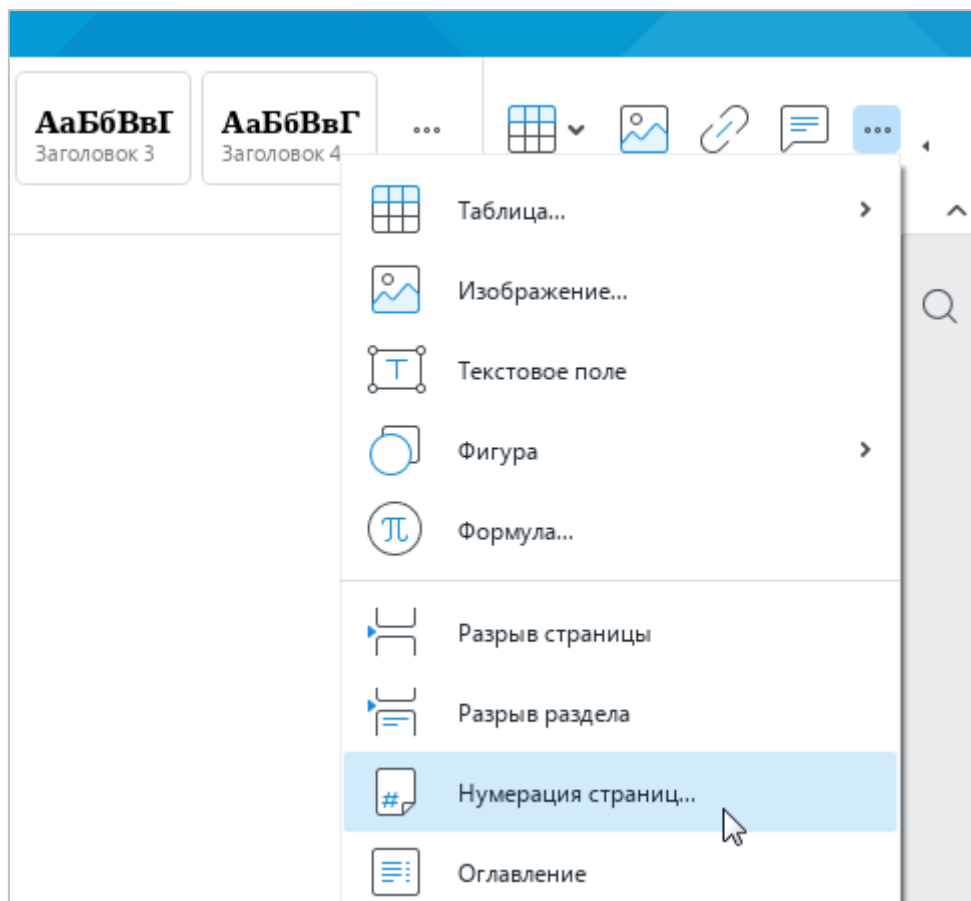 АаБбВвГ
Заголовок 3
АаБбВвГ
Заголовок 4
Таблица...
Изображение...
Текстовое поле
Фигура
Формула...
Разрыв страницы
Разрыв раздела
Нумерация страниц...
Оглавление